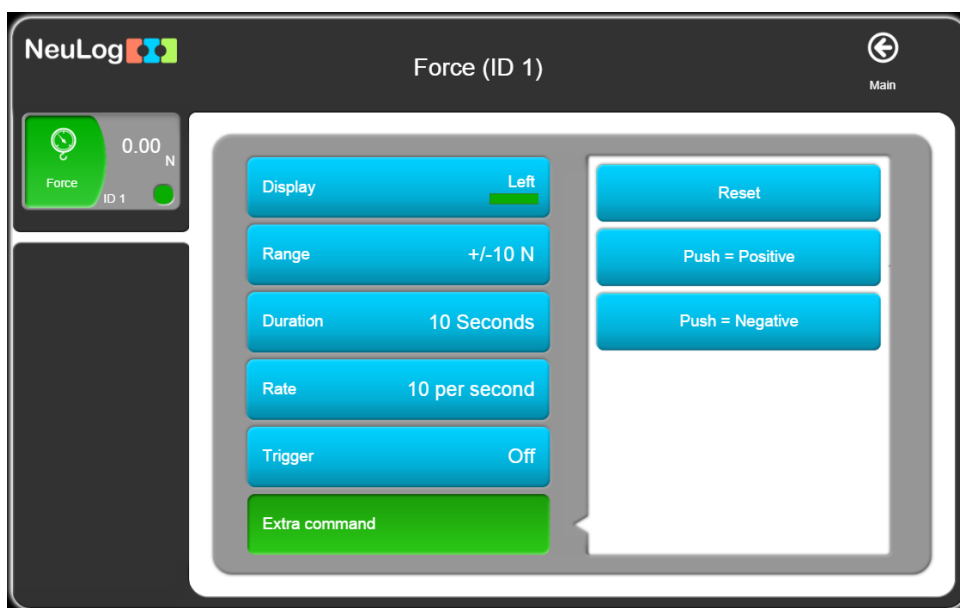 NeuLog
Force (ID 1)
Main
0.00 N
Force
ID 1
Display Left
Range +/-10 N
Duration 10 Seconds
Rate 10 per second
Trigger Off
Extra command
Reset
Push = Positive
Push = Negative